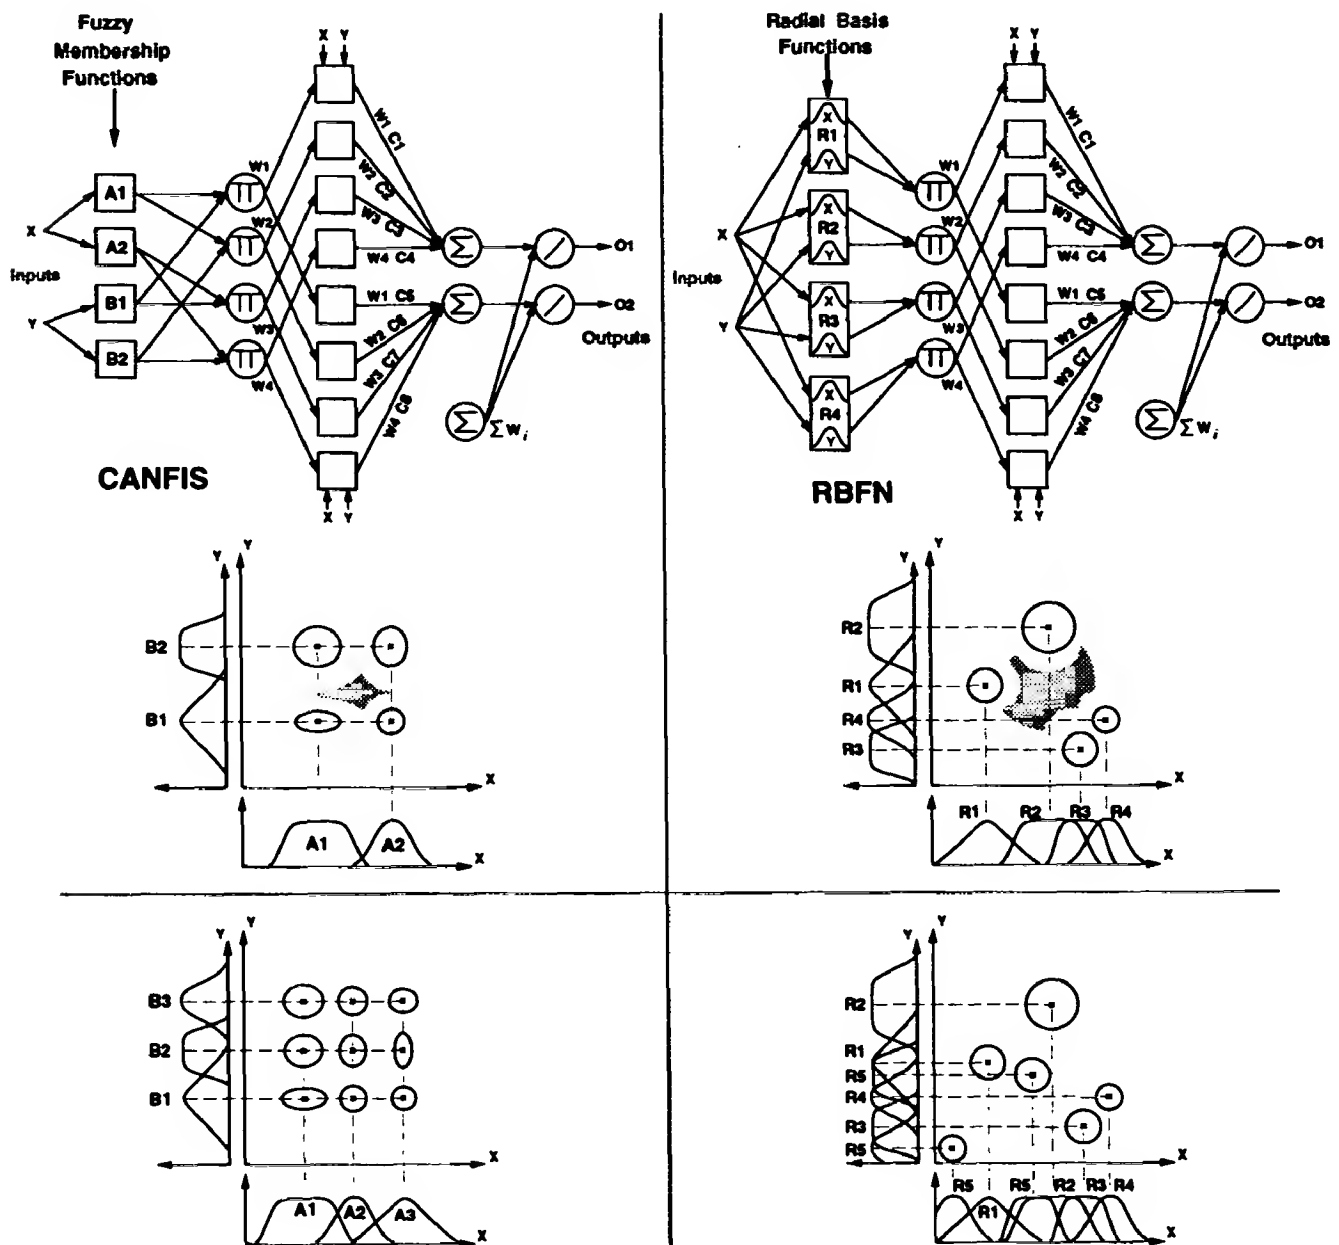 Fuzzy
Membership
Functions
X Y
A1
A2
B1
B2
X
Inputs
Y
W1
W2
W3
W4
W1 C1
W2 C2
W3 C3
W4 C4
W1 C5
W2 C6
W3 C7
W4 C8
Π
Π
Π
Π
Σ
Σ
Σ
ΣWi
O1
O2
Outputs
X Y
CANFIS
Radial Basis
Functions
X Y
X
R1
Y
X
R2
Y
X
R3
Y
X
R4
Y
X
Inputs
Y
W1
W2
W3
W4
W1 C1
W2 C2
W3 C3
W4 C4
W1 C5
W2 C6
W3 C7
W4 C8
Π
Π
Π
Π
Σ
Σ
Σ
ΣWi
O1
O2
Outputs
X Y
RBFN
Y Y
B2
B1
X
A1 A2
X
Y Y
R2
R1
R4
R3
X
R1 R2 R3 R4
X
Y Y
B3
B2
B1
X
A1 A2 A3
X
Y Y
R2
R1
R5
R4
R3
R5
X
R5 R1 R5 R2 R3 R4
X